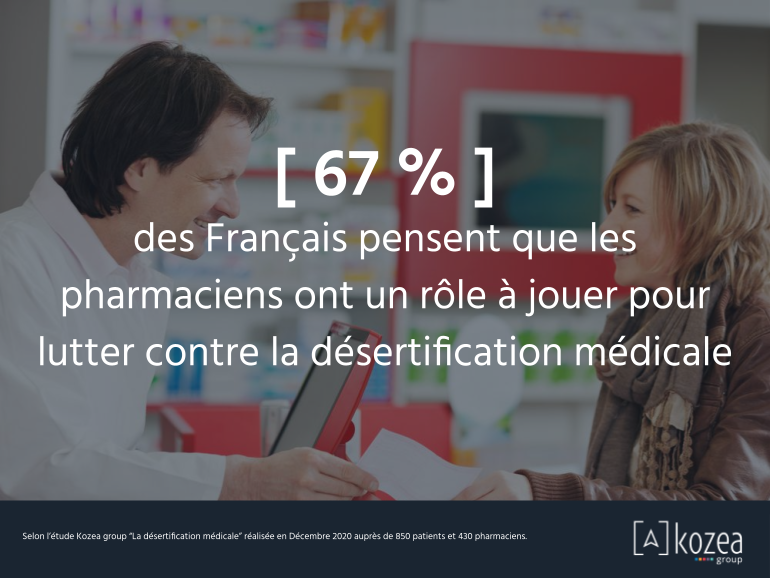 [ 67 % ]
des Français pensent que les
pharmaciens ont un rôle à jouer pour
lutter contre la désertification médicale
Selon l'étude Kozea group "La désertification médicale" réalisée en Décembre 2020 auprès de 850 patients et 430 pharmaciens.
[A] kozea
group